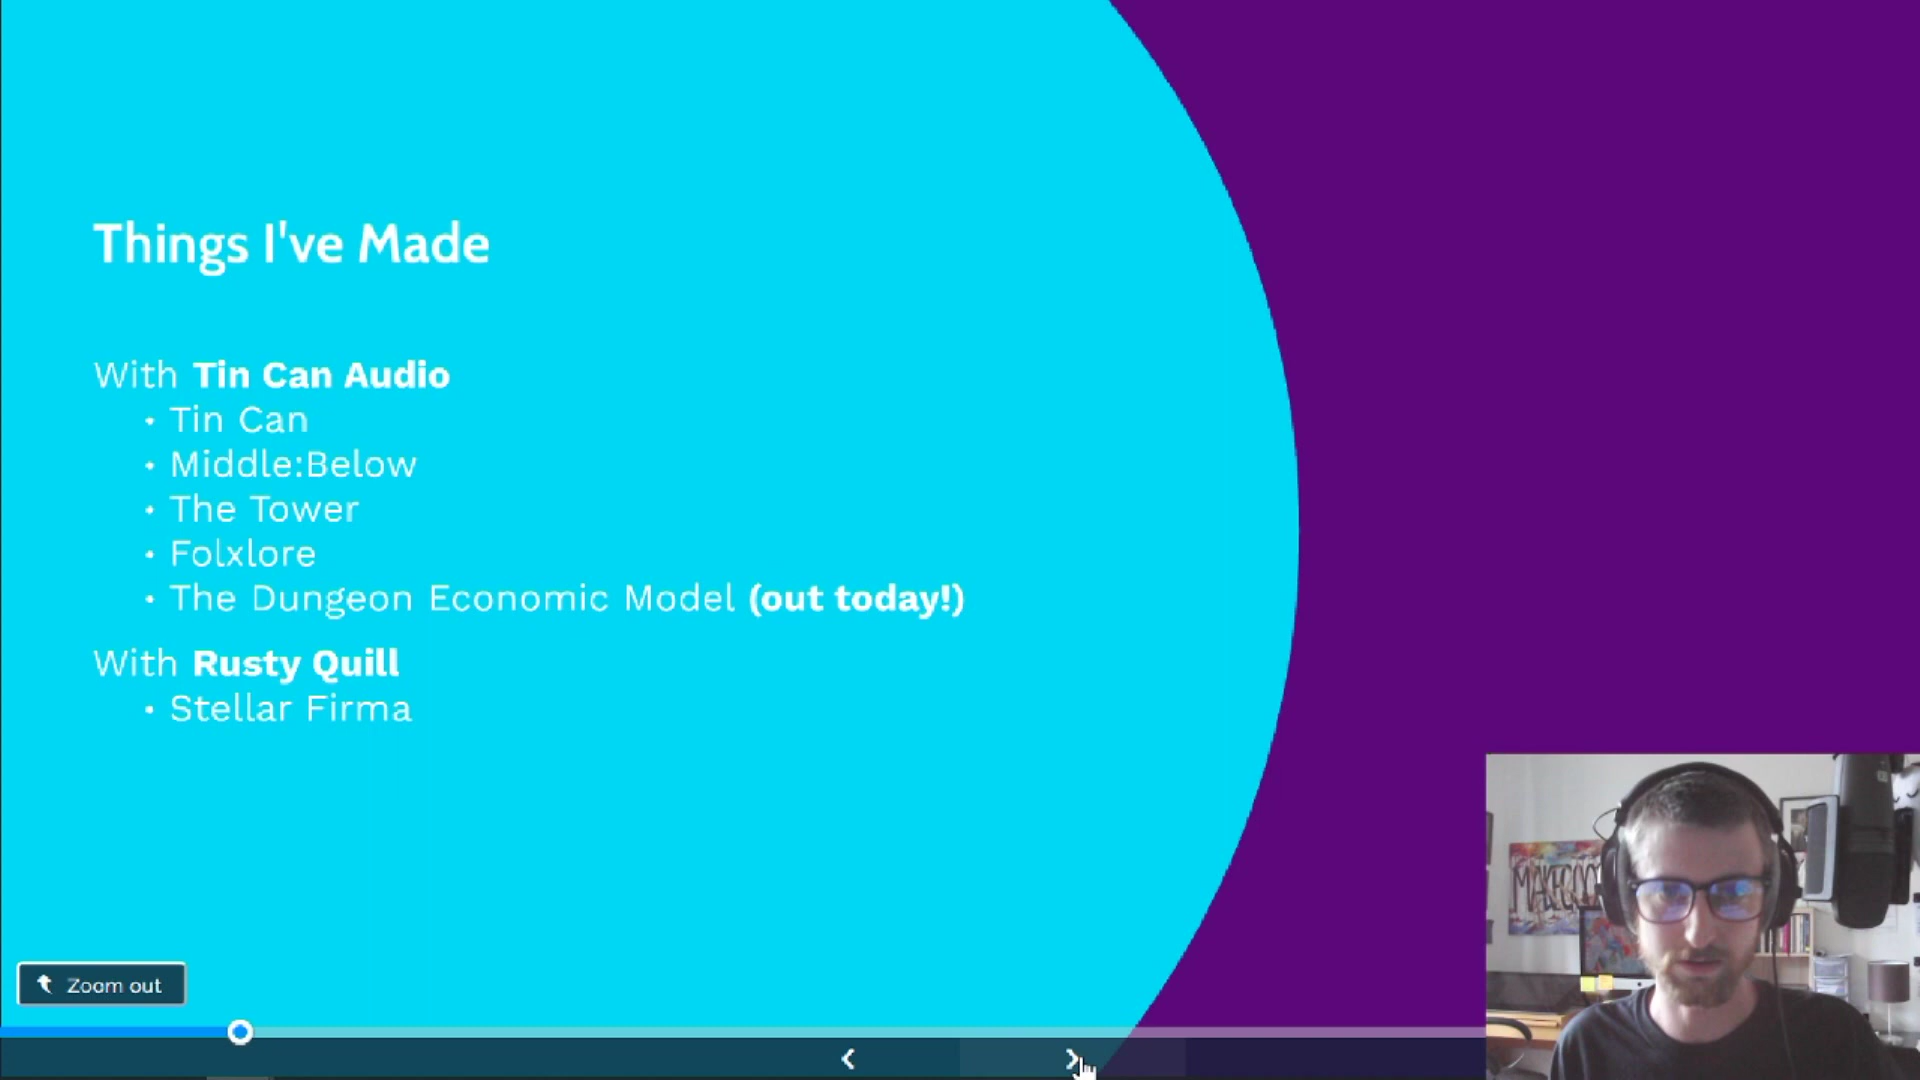 Things I've Made
With Tin Can Audio
• Tin Can
• Middle:Below
• The Tower
• Folxlore
• The Dungeon Economic Model (out today!)
With Rusty Quill
• Stellar Firma
Zoom out